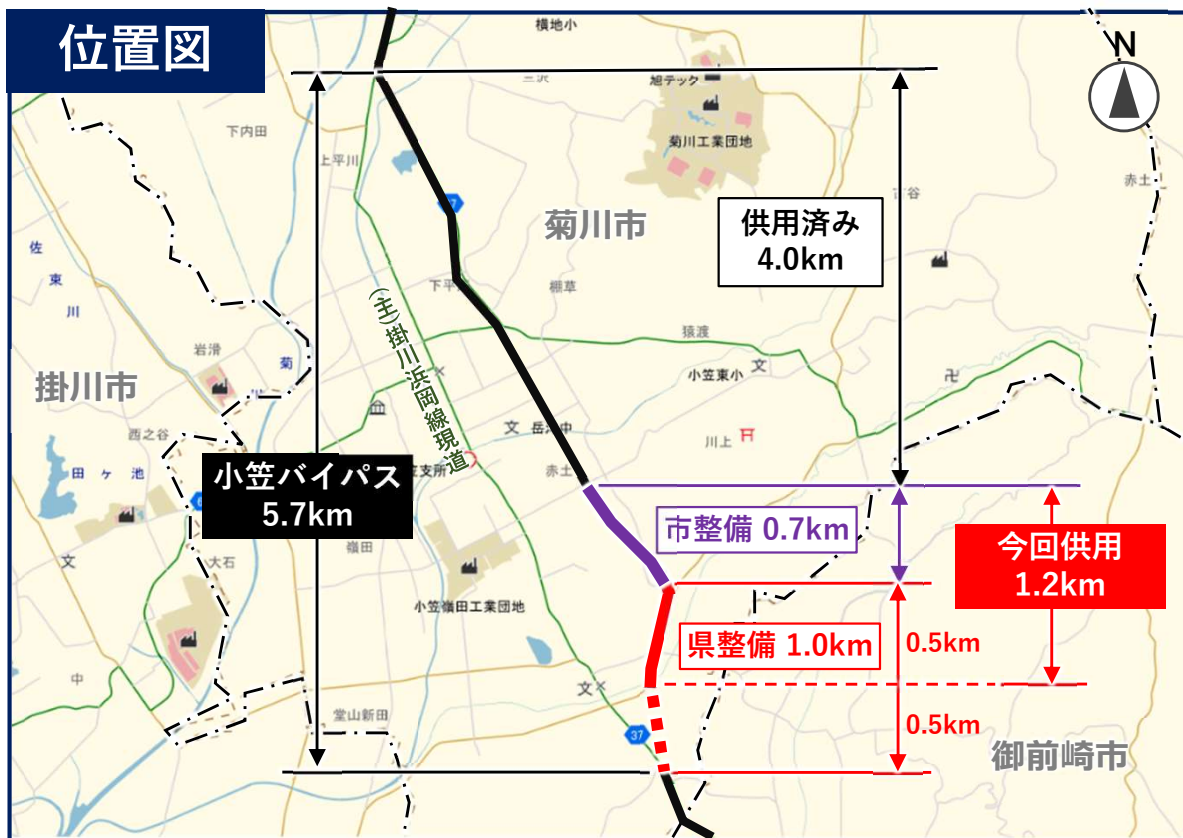 位置図
N
横地小
三沢
旭テック
菊川工業団地
下内田
上平川
赤土
37
菊川市
供用済み
4.0km
佐東川
下平
棚草
(主)掛川浜岡線現道
猿渡
岩滑
菊
小笠東小
文
卍
掛川市
西之谷
文
川上
田ヶ池
赤土
小笠バイパス
5.7km
支所
市整備 0.7km
今回供用
1.2km
文
大石
嶺田
小笠嶺田工業団地
県整備 1.0km
0.5km
中
文
堂山新田
37
0.5km
御前崎市